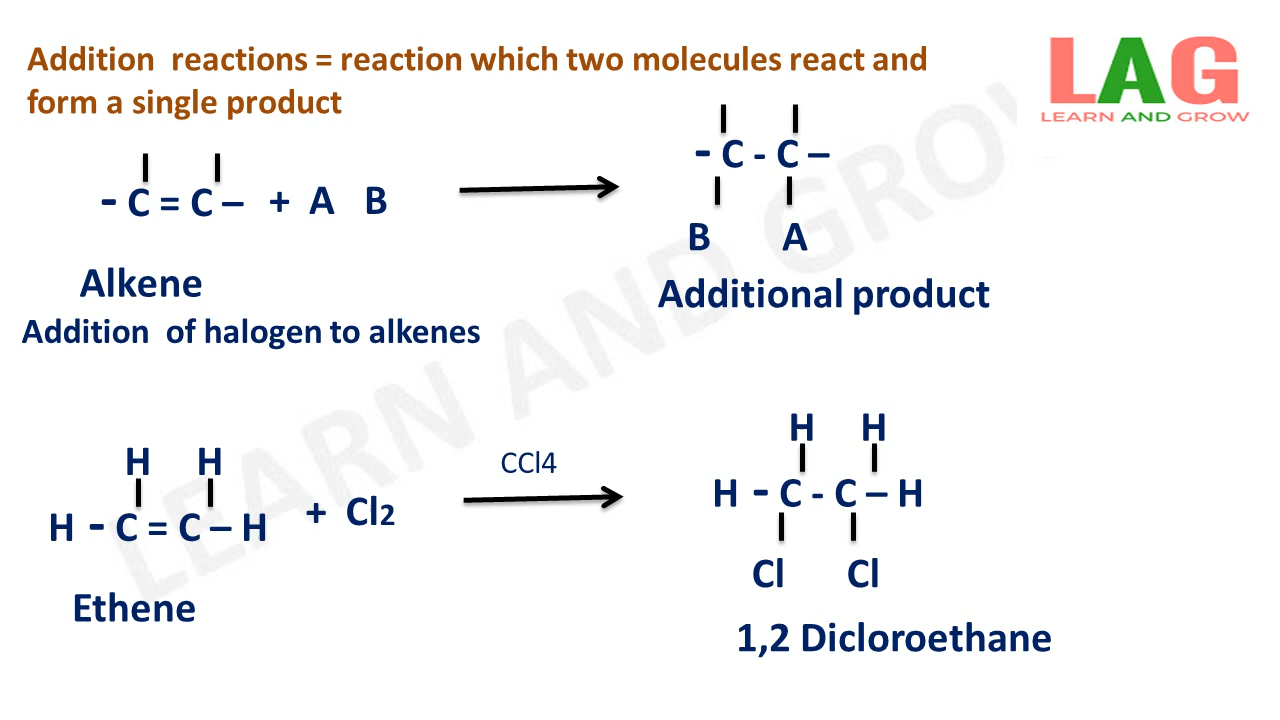 Addition reactions = reaction which two molecules react and
form a single product
LAG
LEARN AND GROW
- C = C – + A B
- C - C –
B A
Alkene
Additional product
Addition of halogen to alkenes
H H
H - C = C – H + Cl2
CCl4
H H
H - C - C – H
Cl Cl
Ethene
1,2 Dicloroethane
LEARN AND GROW